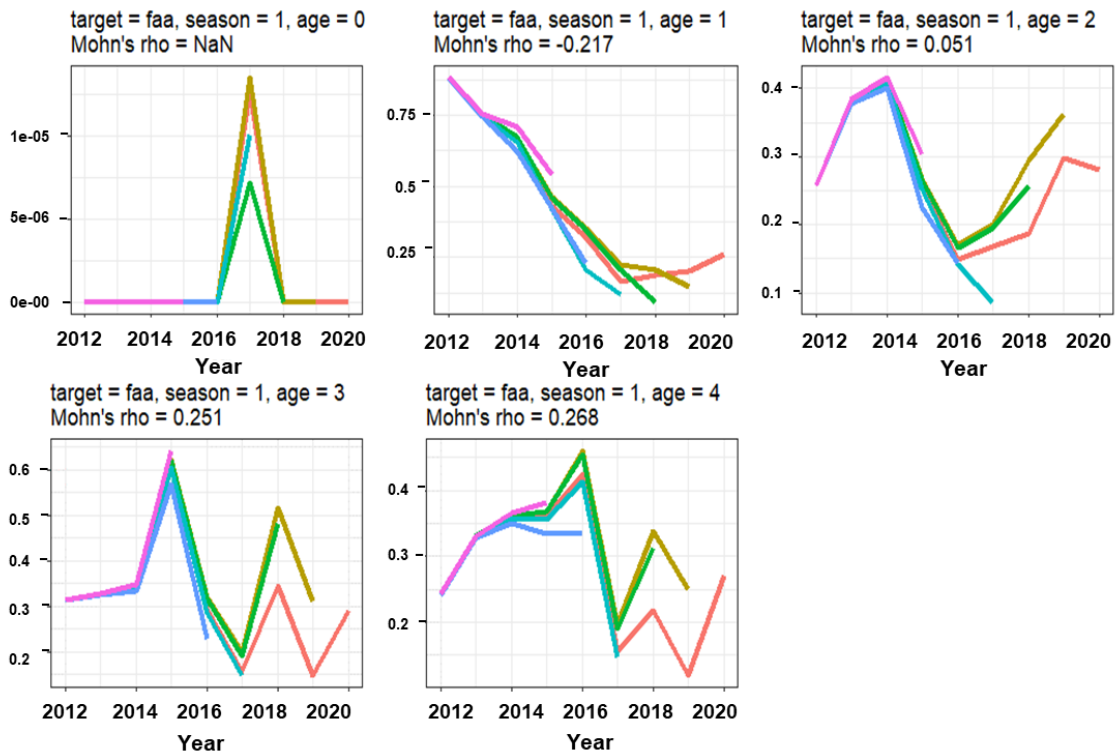 target = faa, season = 1, age = 0
Mohn's rho = NaN
1e-05
5e-06
0e-00
2012 2014 2016 2018 2020
Year
target = faa, season = 1, age = 1
Mohn's rho = -0.217
0.75
0.5
0.25
2012 2014 2016 2018 2020
Year
target = faa, season = 1, age = 2
Mohn's rho = 0.051
0.4
0.3
0.2
0.1
2012 2014 2016 2018 2020
Year
target = faa, season = 1, age = 3
Mohn's rho = 0.251
0.6
0.5
0.4
0.3
0.2
2012 2014 2016 2018 2020
Year
target = faa, season = 1, age = 4
Mohn's rho = 0.268
0.4
0.3
0.2
2012 2014 2016 2018 2020
Year